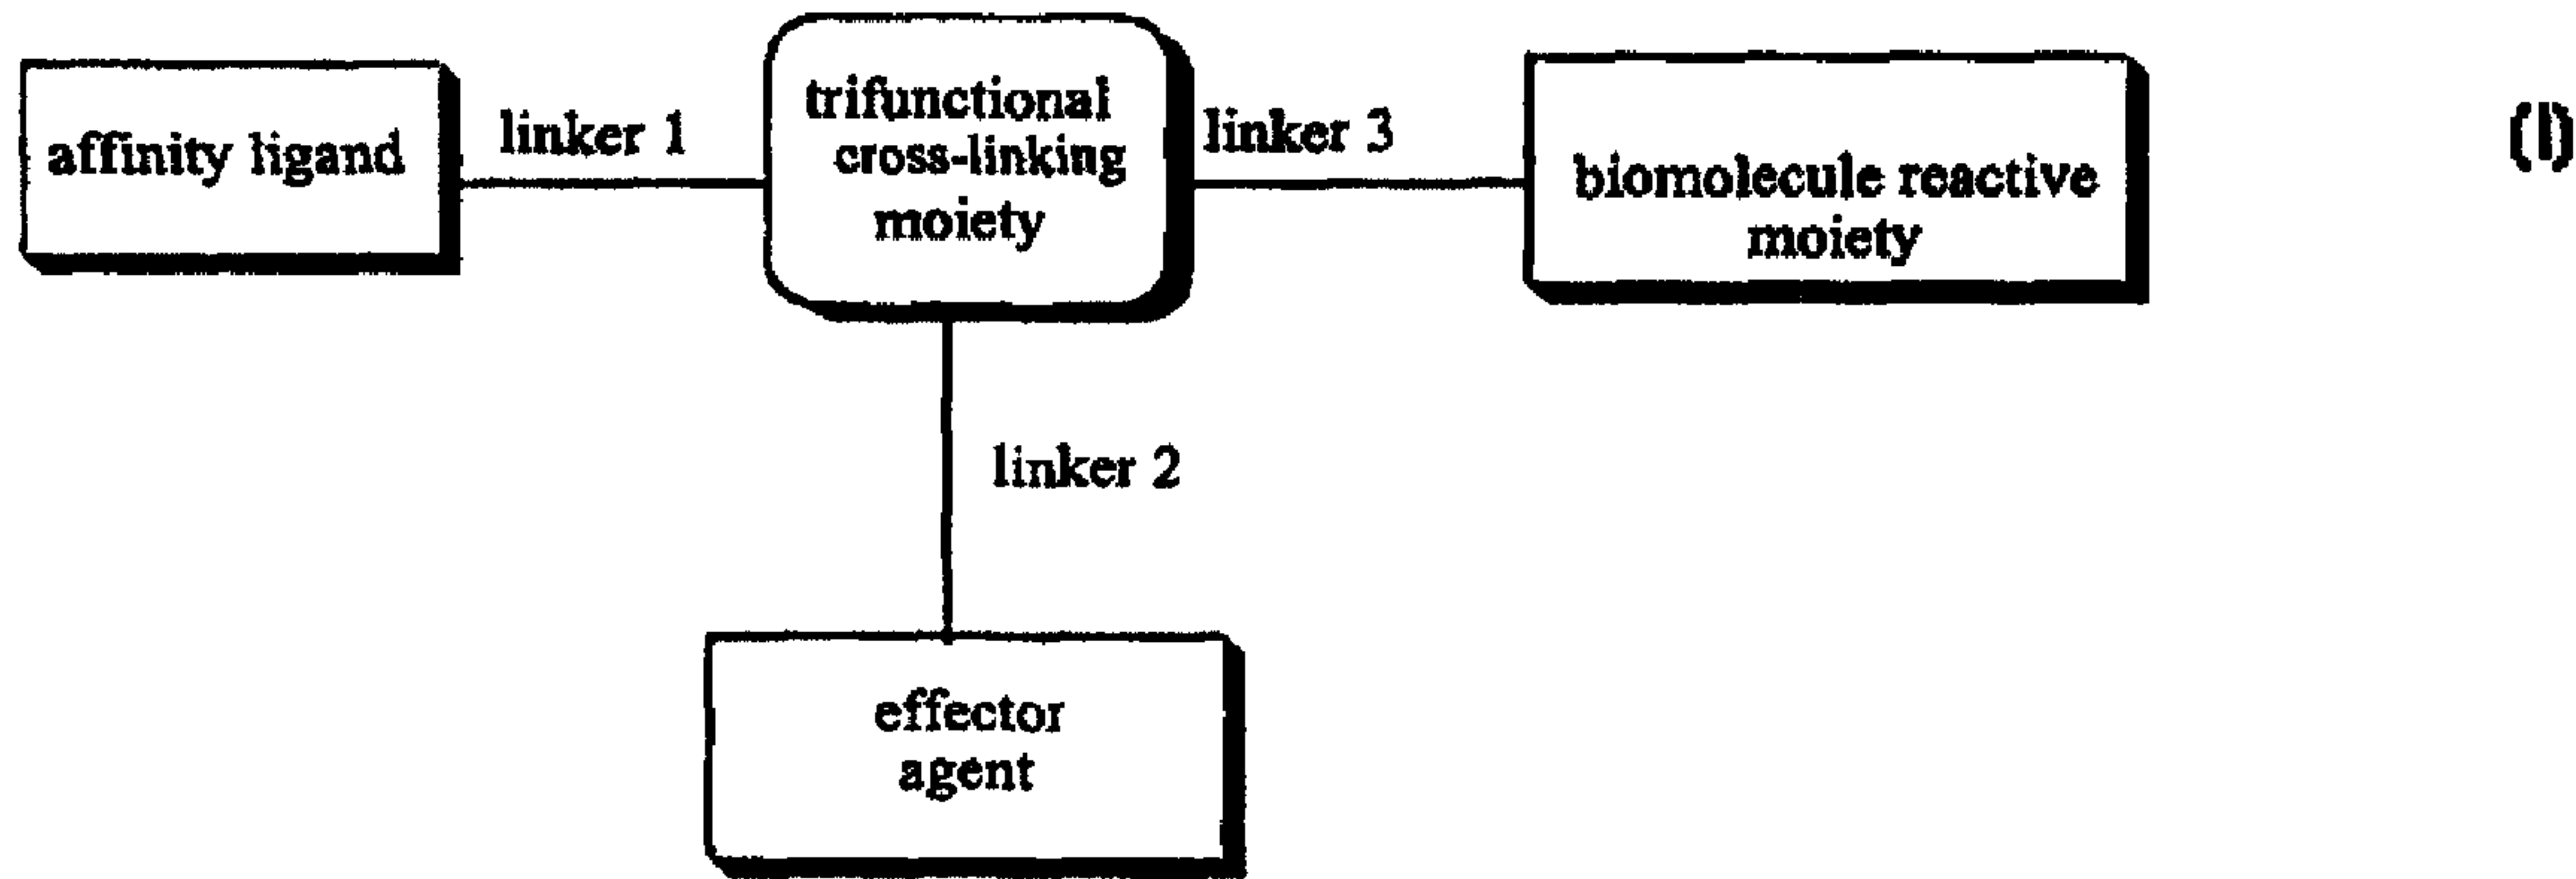 affinity ligand
linker 1
trifunctional
cross-linking
moiety
linker 3
biomolecule reactive
moiety
(I)
linker 2
effector
agent